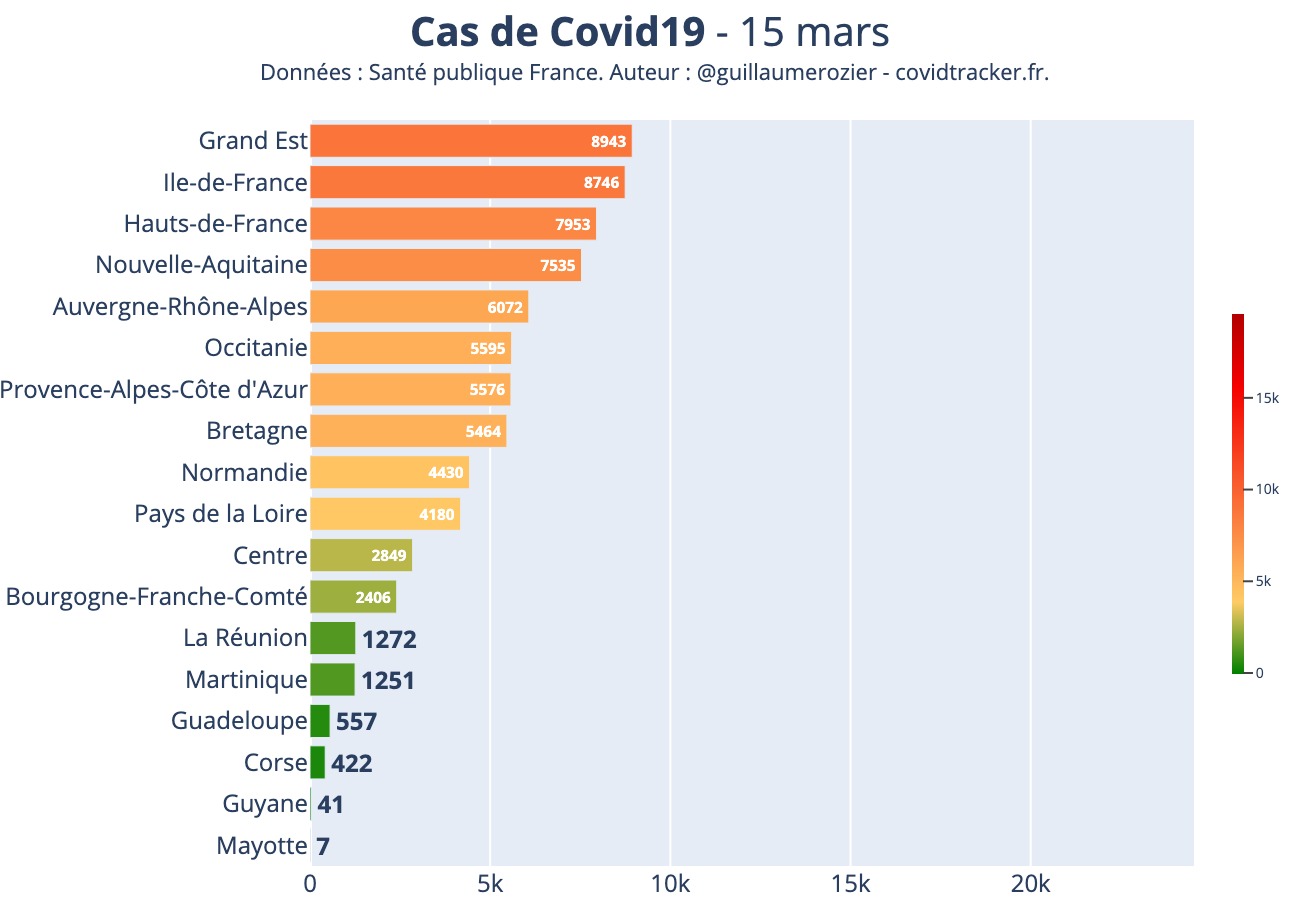 Cas de Covid19 - 15 mars
Données : Santé publique France. Auteur : @guillaumerozier - covidtracker.fr.
Grand Est 8943
Ile-de-France 8746
Hauts-de-France 7953
Nouvelle-Aquitaine 7535
Auvergne-Rhône-Alpes 6072
Occitanie 5595
Provence-Alpes-Côte d'Azur 5576
Bretagne 5464
Normandie 4430
Pays de la Loire 4180
Centre 2849
Bourgogne-Franche-Comté 2406
La Réunion 1272
Martinique 1251
Guadeloupe 557
Corse 422
Guyane 41
Mayotte 7
0 5k 10k 15k 20k
15k
10k
5k
0